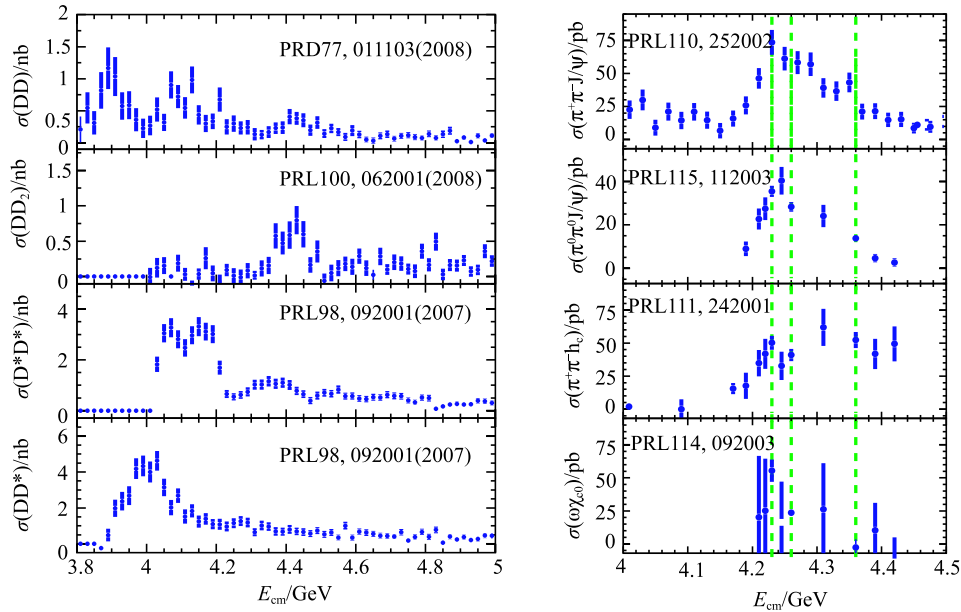 PRD77, 011103(2008)
σ(DD)/nb
2
1.5
1
0.5
0
PRL100, 062001(2008)
σ(DD₂)/nb
1.5
1
0.5
0
PRL98, 092001(2007)
σ(D*D*)/nb
4
2
0
PRL98, 092001(2007)
σ(DD*)/nb
6
4
2
0
3.8 4 4.2 4.4 4.6 4.8 5
E_cm/GeV
PRL110, 252002
σ(π⁺π⁻J/ψ)/pb
75
50
25
0
PRL115, 112003
σ(π⁰π⁰J/ψ)/pb
40
20
0
PRL111, 242001
σ(π⁺π⁻h_c)/pb
75
50
25
0
PRL114, 092003
σ(ωχ_c0)/pb
75
50
25
0
4 4.1 4.2 4.3 4.4 4.5
E_cm/GeV